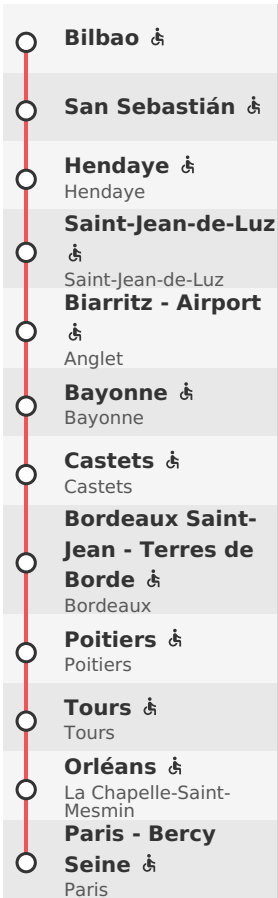 Bilbao
San Sebastián
Hendaye
Hendaye
Saint-Jean-de-Luz
Saint-Jean-de-Luz
Biarritz - Airport
Anglet
Bayonne
Bayonne
Castets
Castets
Bordeaux Saint-
Jean - Terres de
Borde
Bordeaux
Poitiers
Poitiers
Tours
Tours
Orléans
La Chapelle-Saint-
Mesmin
Paris - Bercy
Seine
Paris